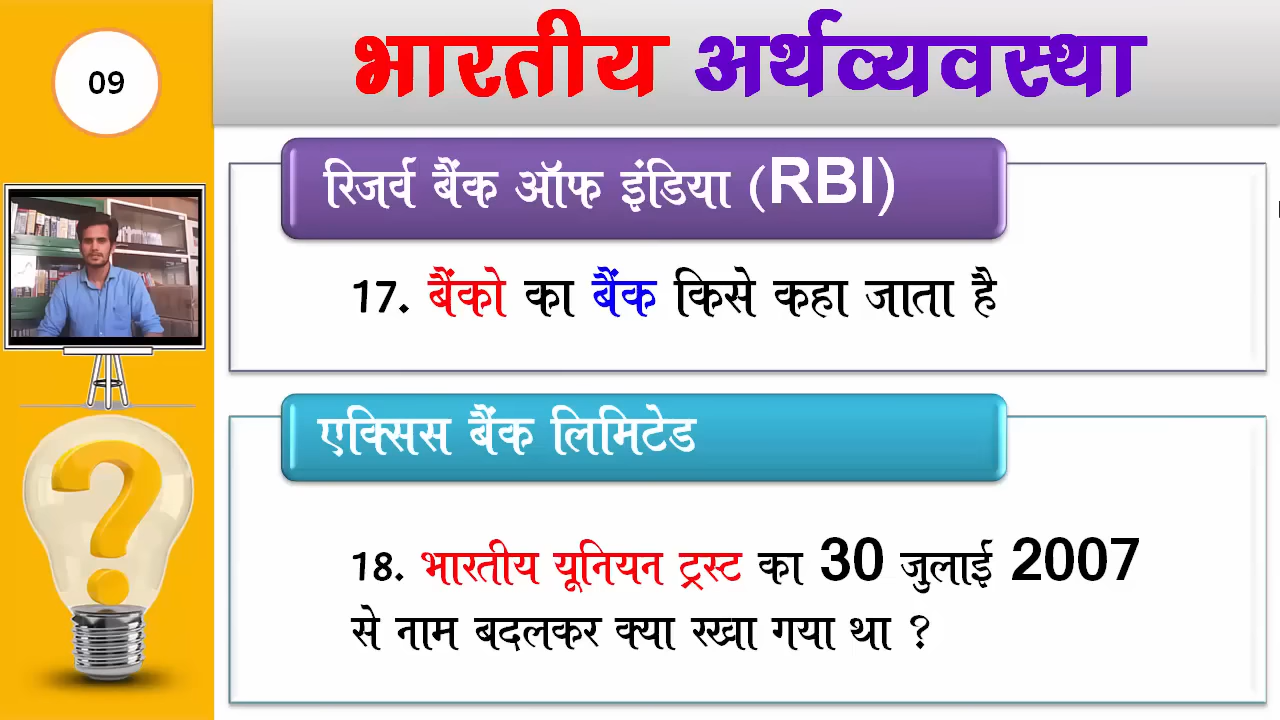 09
भारतीय अर्थव्यवस्था
रिजर्व बैंक ऑफ इंडिया (RBI)
17. बैंको का बैंक किसे कहा जाता है
एक्सिस बैंक लिमिटेड
18. भारतीय यूनियन ट्रस्ट का 30 जुलाई 2007
से नाम बदलकर क्या रखा गया था ?